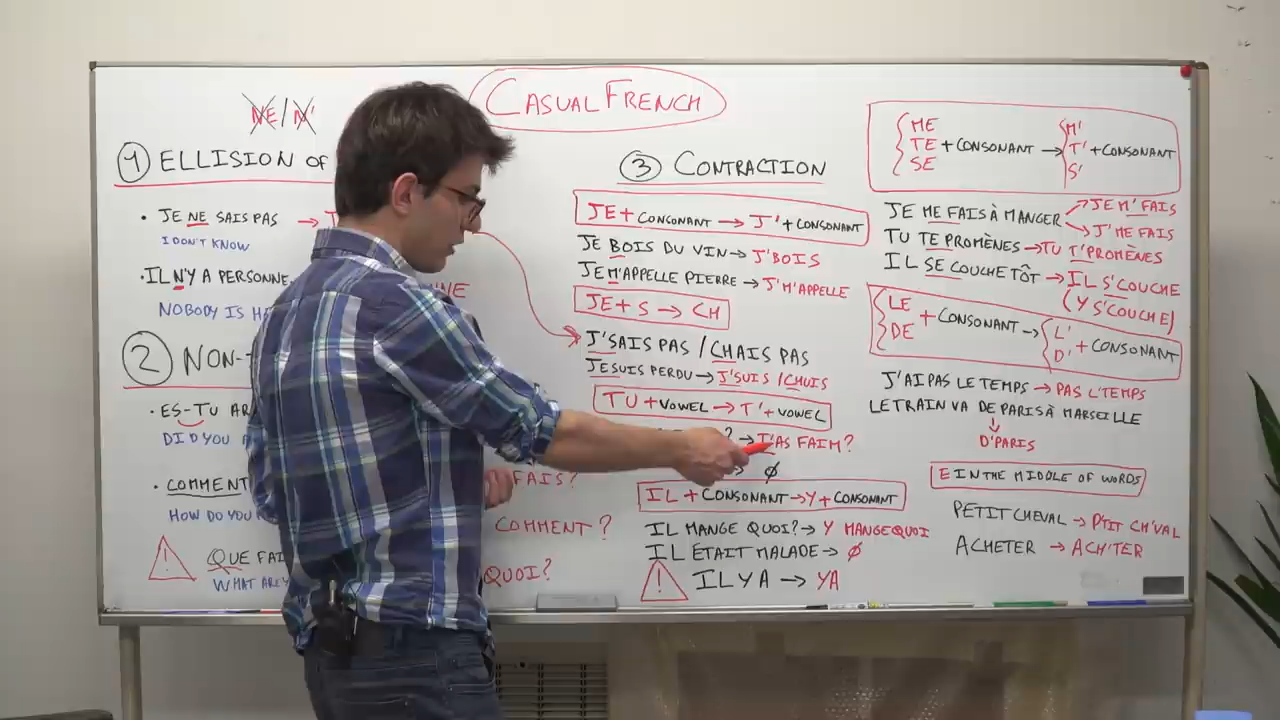 CASUAL FRENCH
NE / N'
1 ELLISION OF
• JE NE SAIS PAS →
I DON'T KNOW
• IL N'Y A PERSONNE
NOBODY IS
2 NON-
• ES-TU
DID YOU
FAIS?
• COMMENT
COMMENT ?
HOW DO YOU
QUE
QUOI?
WHAT
3 CONTRACTION
JE + CONSONANT → J' + CONSONANT
JE BOIS DU VIN → J'BOIS
JE M'APPELLE PIERRE → J'M'APPELLE
JE + S → CH
J'SAIS PAS / CHAIS PAS
JE SUIS PERDU → J'SUIS / CHUIS
TU + VOWEL → T' + VOWEL
? → T'AS FAIM?
ø
IL + CONSONANT → Y + CONSONANT
IL MANGE QUOI? → Y MANGE QUOI
IL ÉTAIT MALADE → ø
IL Y A → YA
ME
TE + CONSONANT → M' T' S' + CONSONANT
SE
JE ME FAIS À MANGER → JE M' FAIS
→ J'ME FAIS
TU TE PROMÈNES → TU T'PROMÈNES
IL SE COUCHE TÔT → IL S'COUCHE
(Y S'COUCHE)
LE
DE + CONSONANT → L' D' + CONSONANT
J'AI PAS LE TEMPS → PAS L'TEMPS
LE TRAIN VA DE PARIS À MARSEILLE
↓
D'PARIS
E IN THE MIDDLE OF WORDS
PETIT CHEVAL → P'TIT CH'VAL
ACHETER → ACH'TER